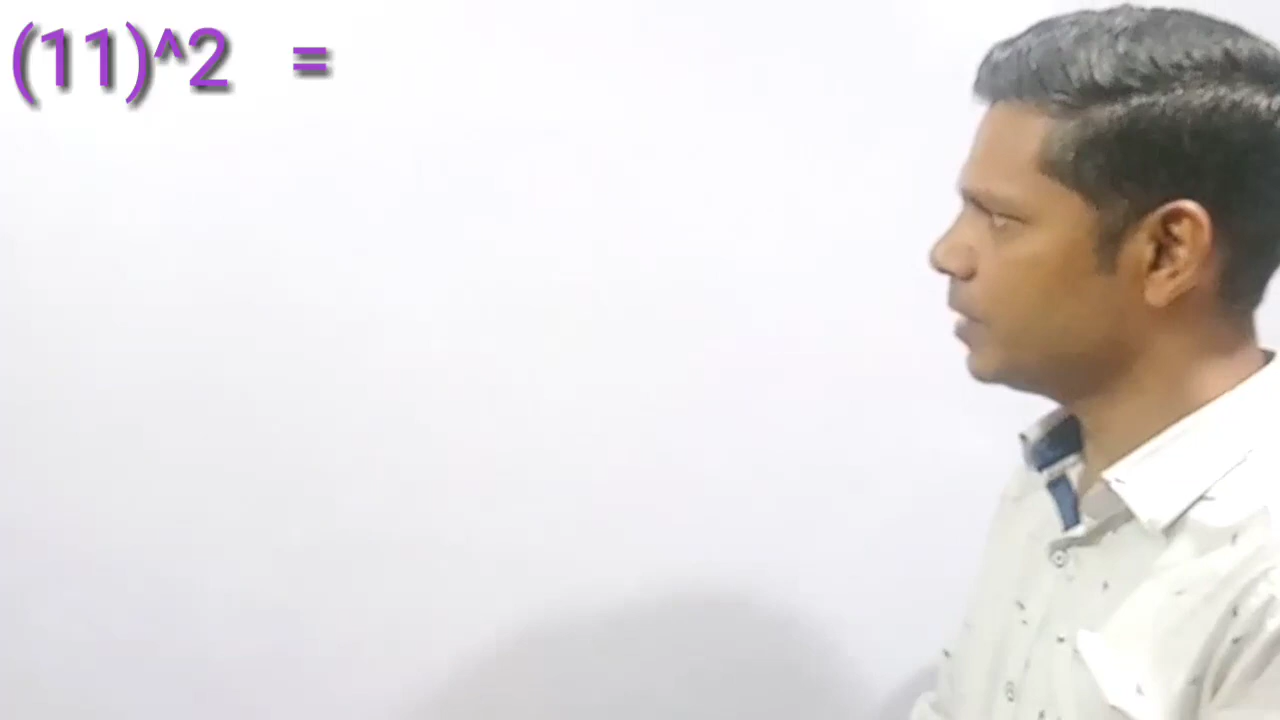 (11)^2 =